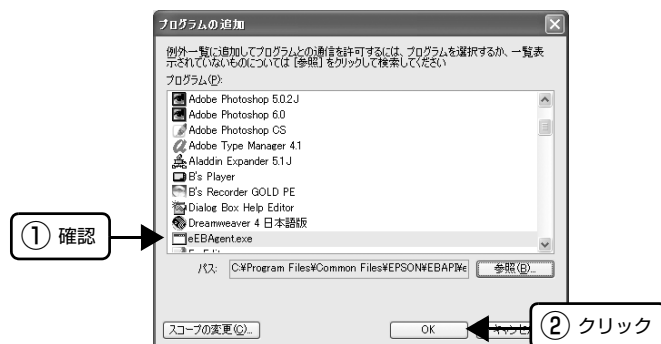 プログラムの追加
例外一覧に追加してプログラムとの通信を許可するには、プログラムを選択するか、一覧表
示されていないものについては [参照] をクリックして検索してください
プログラム(P):
Adobe Photoshop 5.0.2J
Adobe Photoshop 6.0
Adobe Photoshop CS
Adobe Type Manager 4.1
Aladdin Expander 5.1J
B's Player
B's Recorder GOLD PE
Dialog Box Help Editor
Dreamweaver 4 日本語版
eEBAgent.exe
① 確認
パス: C:¥Program Files¥Common Files¥EPSON¥EBAPI¥e
参照(B)...
スコープの変更(C)...
OK
② クリック